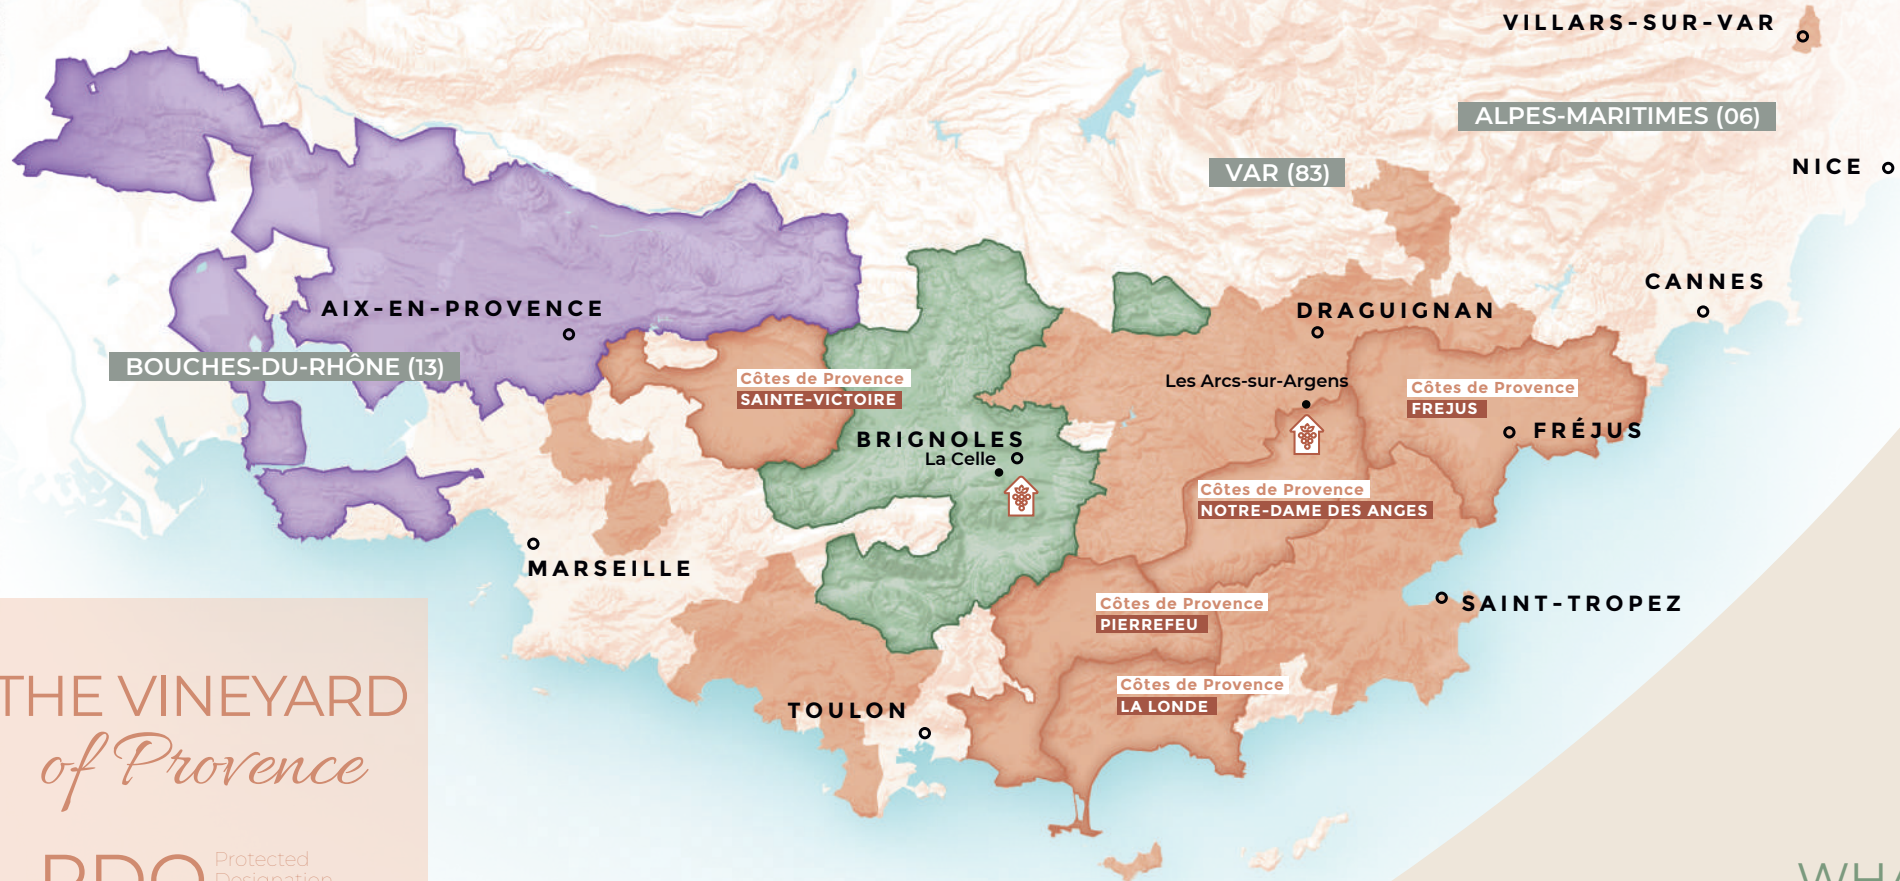 VILLARS-SUR-VAR
ALPES-MARITIMES (06)
VAR (83)
NICE
CANNES
AIX-EN-PROVENCE
DRAGUIGNAN
BOUCHES-DU-RHÔNE (13)
Côtes de Provence
SAINTE-VICTOIRE
Les Arcs-sur-Argens
Côtes de Provence
FREJUS
FRÉJUS
BRIGNOLES
La Celle
Côtes de Provence
NOTRE-DAME DES ANGES
MARSEILLE
Côtes de Provence
PIERREFEU
SAINT-TROPEZ
Côtes de Provence
LA LONDE
TOULON
THE VINEYARD
of Provence
PDO
Protected
Designation